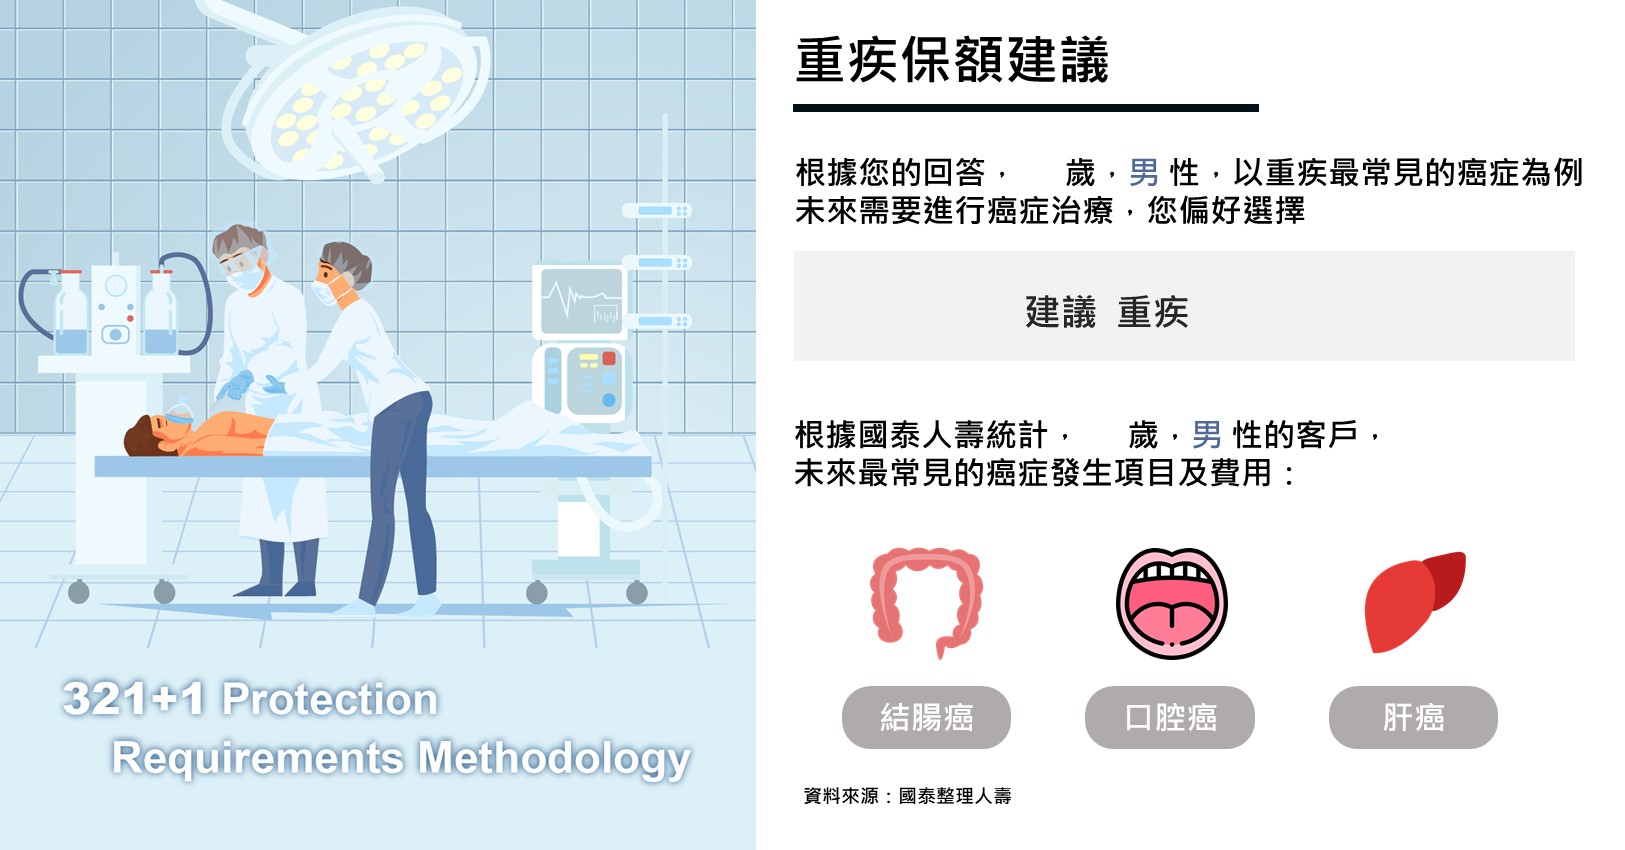 321+1 Protection
Requirements Methodology
重疾保額建議
根據您的回答， 歲，男 性，以重疾最常見的癌症為例
未來需要進行癌症治療，您偏好選擇
建議 重疾
根據國泰人壽統計， 歲，男 性的客戶，
未來最常見的癌症發生項目及費用：
結腸癌
口腔癌
肝癌
資料來源：國泰整理人壽